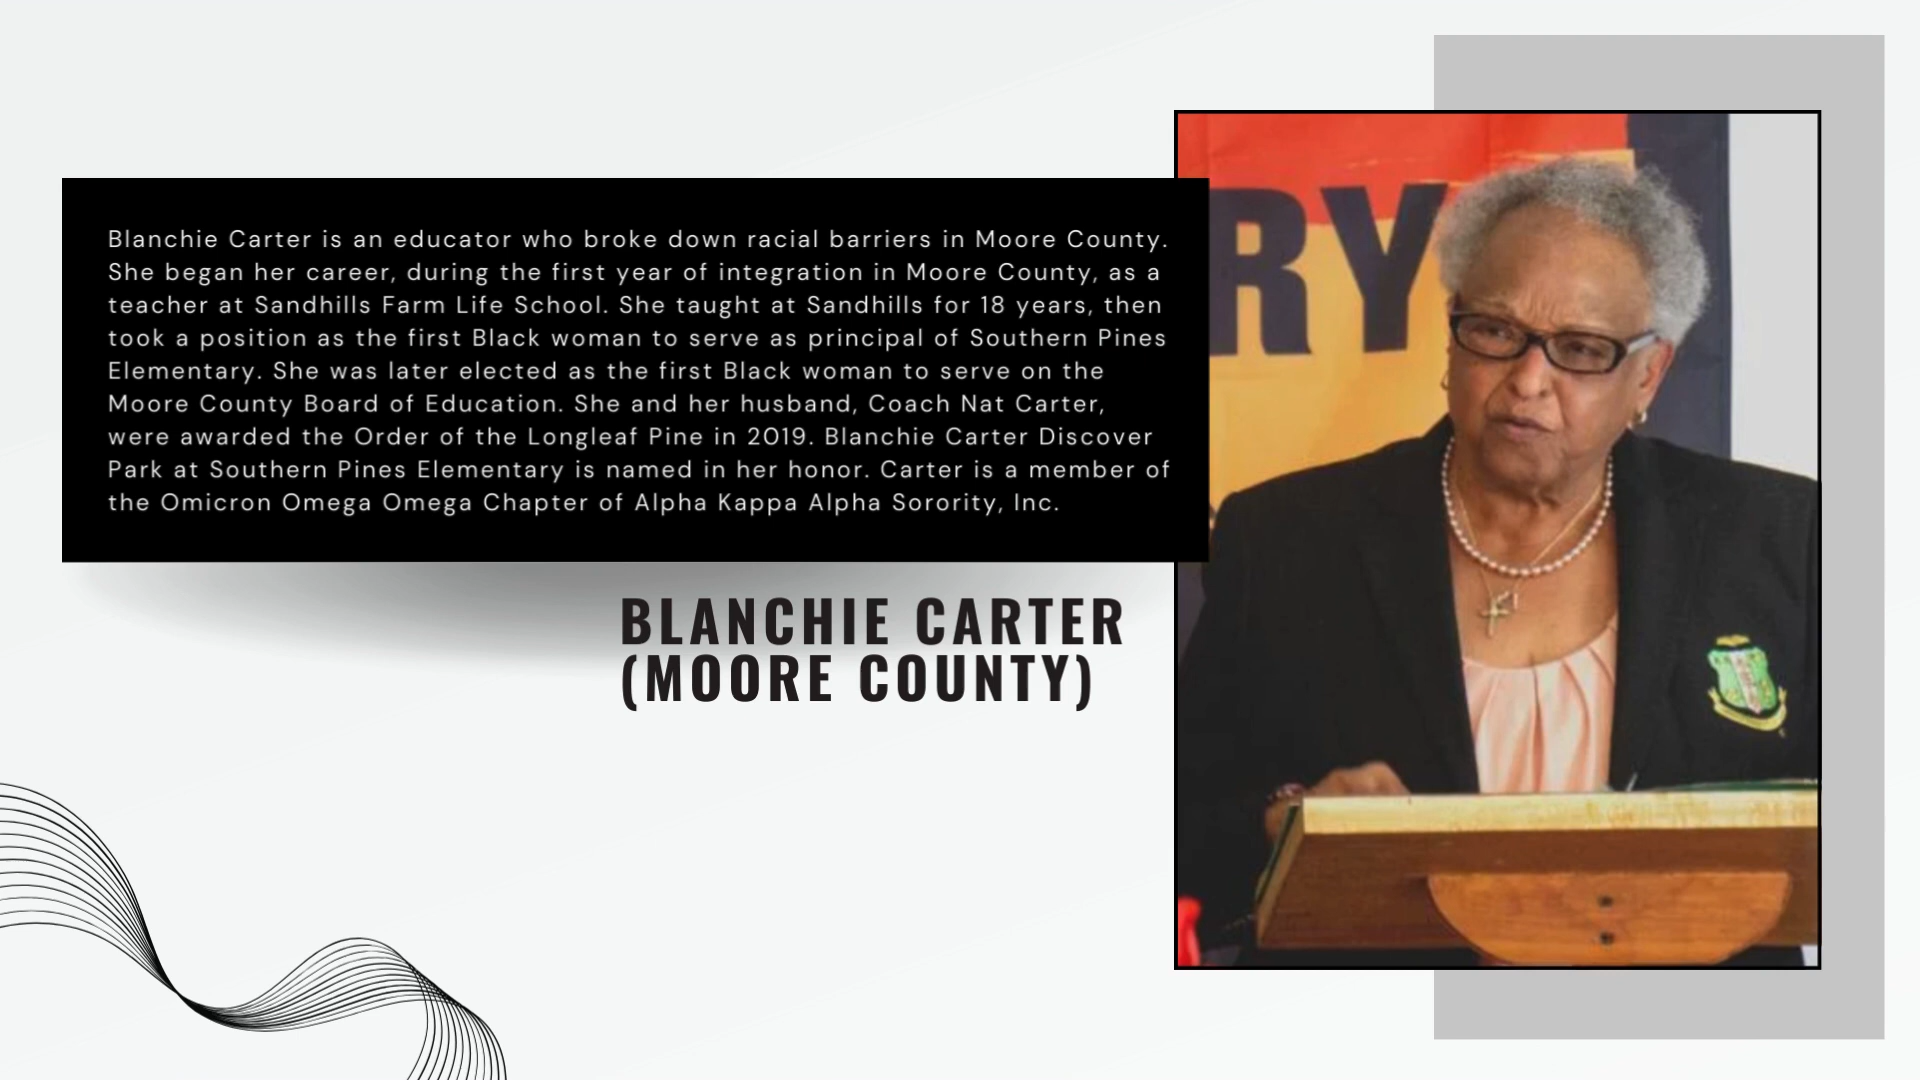 Blanchie Carter is an educator who broke down racial barriers in Moore County.
She began her career, during the first year of integration in Moore County, as a
teacher at Sandhills Farm Life School. She taught at Sandhills for 18 years, then
took a position as the first Black woman to serve as principal of Southern Pines
Elementary. She was later elected as the first Black woman to serve on the
Moore County Board of Education. She and her husband, Coach Nat Carter,
were awarded the Order of the Longleaf Pine in 2019. Blanchie Carter Discover
Park at Southern Pines Elementary is named in her honor. Carter is a member of
the Omicron Omega Omega Chapter of Alpha Kappa Alpha Sorority, Inc.
RY
BLANCHIE CARTER
(MOORE COUNTY)